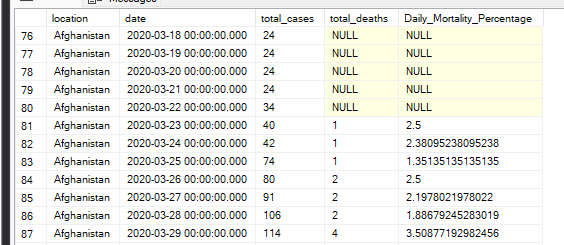 Messages
location date total_cases total_deaths Daily_Mortality_Percentage
76 Afghanistan 2020-03-18 00:00:00.000 24 NULL NULL
77 Afghanistan 2020-03-19 00:00:00.000 24 NULL NULL
78 Afghanistan 2020-03-20 00:00:00.000 24 NULL NULL
79 Afghanistan 2020-03-21 00:00:00.000 24 NULL NULL
80 Afghanistan 2020-03-22 00:00:00.000 34 NULL NULL
81 Afghanistan 2020-03-23 00:00:00.000 40 1 2.5
82 Afghanistan 2020-03-24 00:00:00.000 42 1 2.38095238095238
83 Afghanistan 2020-03-25 00:00:00.000 74 1 1.35135135135135
84 Afghanistan 2020-03-26 00:00:00.000 80 2 2.5
85 Afghanistan 2020-03-27 00:00:00.000 91 2 2.1978021978022
86 Afghanistan 2020-03-28 00:00:00.000 106 2 1.88679245283019
87 Afghanistan 2020-03-29 00:00:00.000 114 4 3.50877192982456